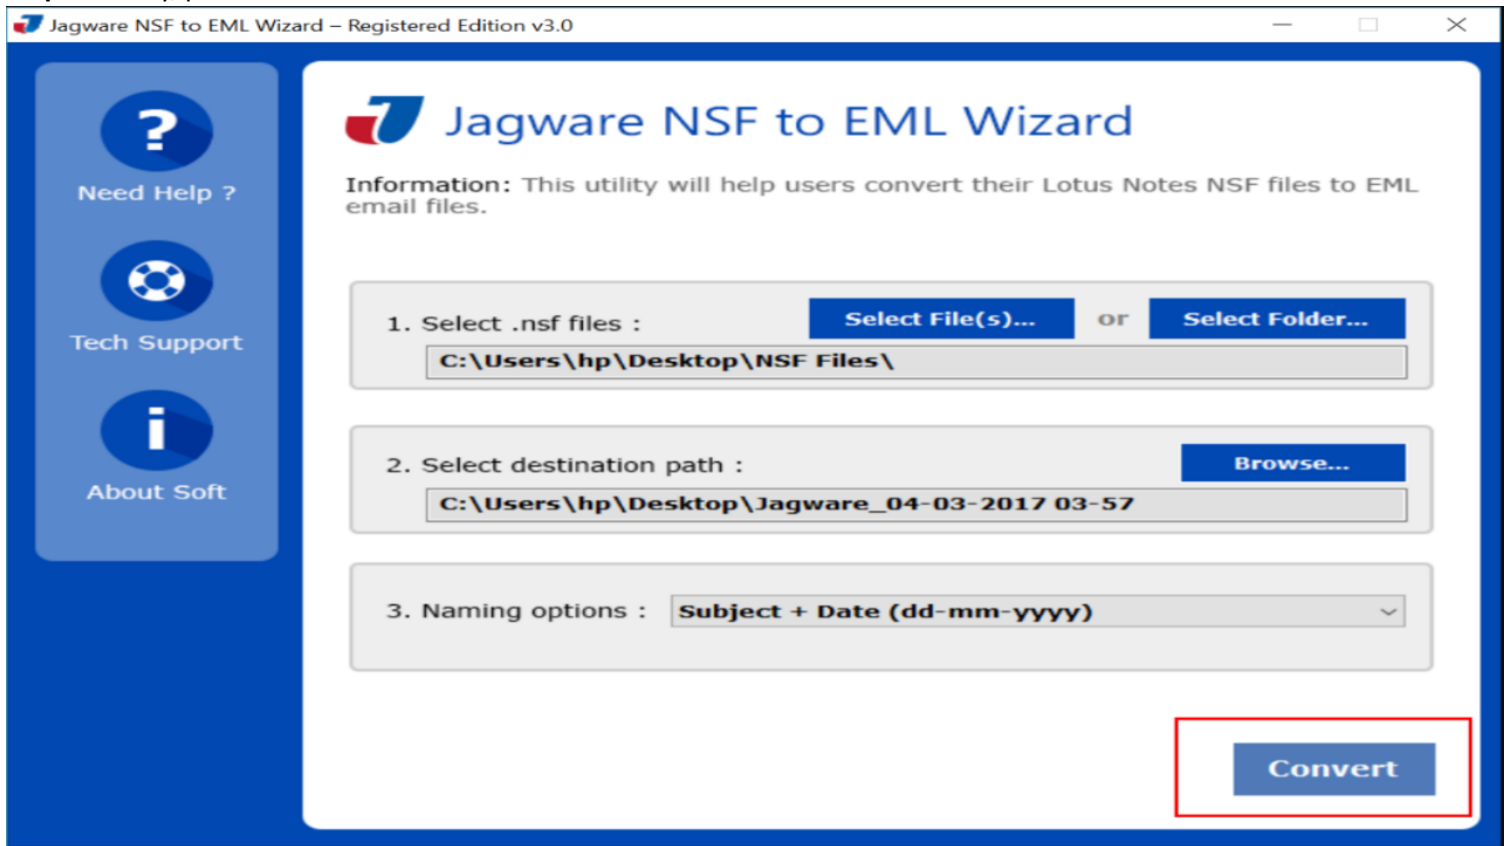 Jagware NSF to EML Wizard – Registered Edition v3.0
?
Need Help ?
Tech Support
i
About Soft
Jagware NSF to EML Wizard
Information: This utility will help users convert their Lotus Notes NSF files to EML
email files.
1. Select .nsf files :
Select File(s)...
or
Select Folder...
C:\Users\hp\Desktop\NSF Files\
2. Select destination path :
Browse...
C:\Users\hp\Desktop\Jagware_04-03-2017 03-57
3. Naming options :
Subject + Date (dd-mm-yyyy)
Convert